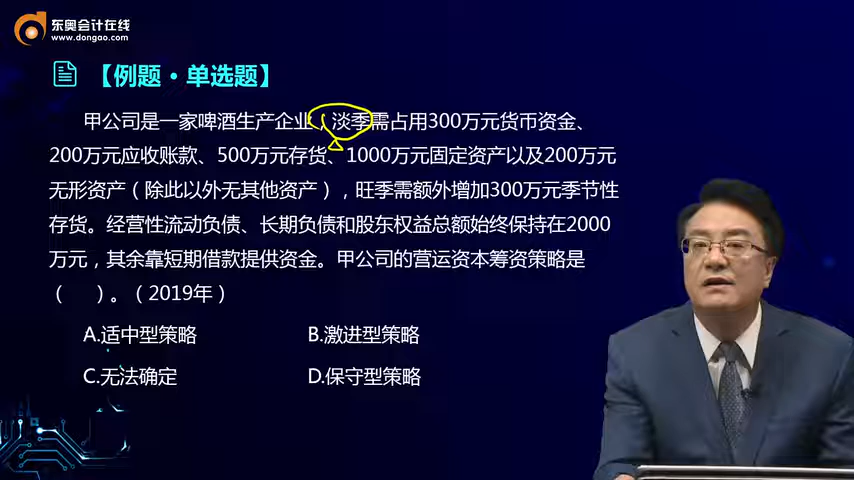 东奥会计在线
www.dongao.com
【例题·单选题】
甲公司是一家啤酒生产企业，淡季需占用300万元货币资金、
200万元应收账款、500万元存货、1000万元固定资产以及200万元
无形资产（除此以外无其他资产），旺季需额外增加300万元季节性
存货。经营性流动负债、长期负债和股东权益总额始终保持在2000
万元，其余靠短期借款提供资金。甲公司的营运资本筹资策略是
（　）。（2019年）
A.适中型策略 B.激进型策略
C.无法确定 D.保守型策略